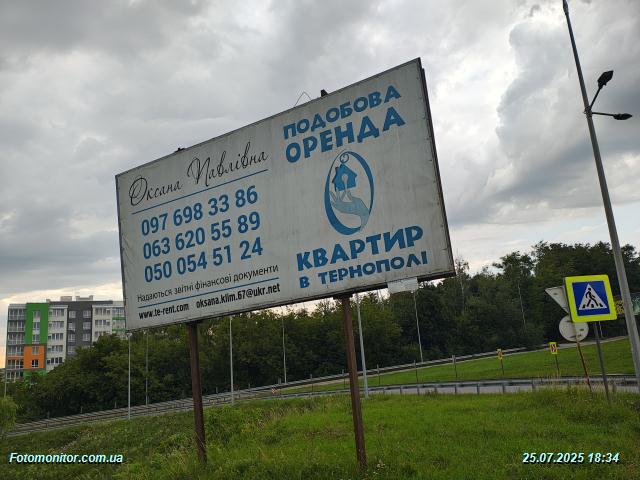 Оксана Павлівна
097 698 33 86
063 620 55 89
050 054 51 24
Надаються звітні фінансові документи
www.te-rent.com oksana.klim.67@ukr.net
ПОДОБОВА
ОРЕНДА
КВАРТИР
В ТЕРНОПОЛІ
Fotomonitor.com.ua
25.07.2025 18:34